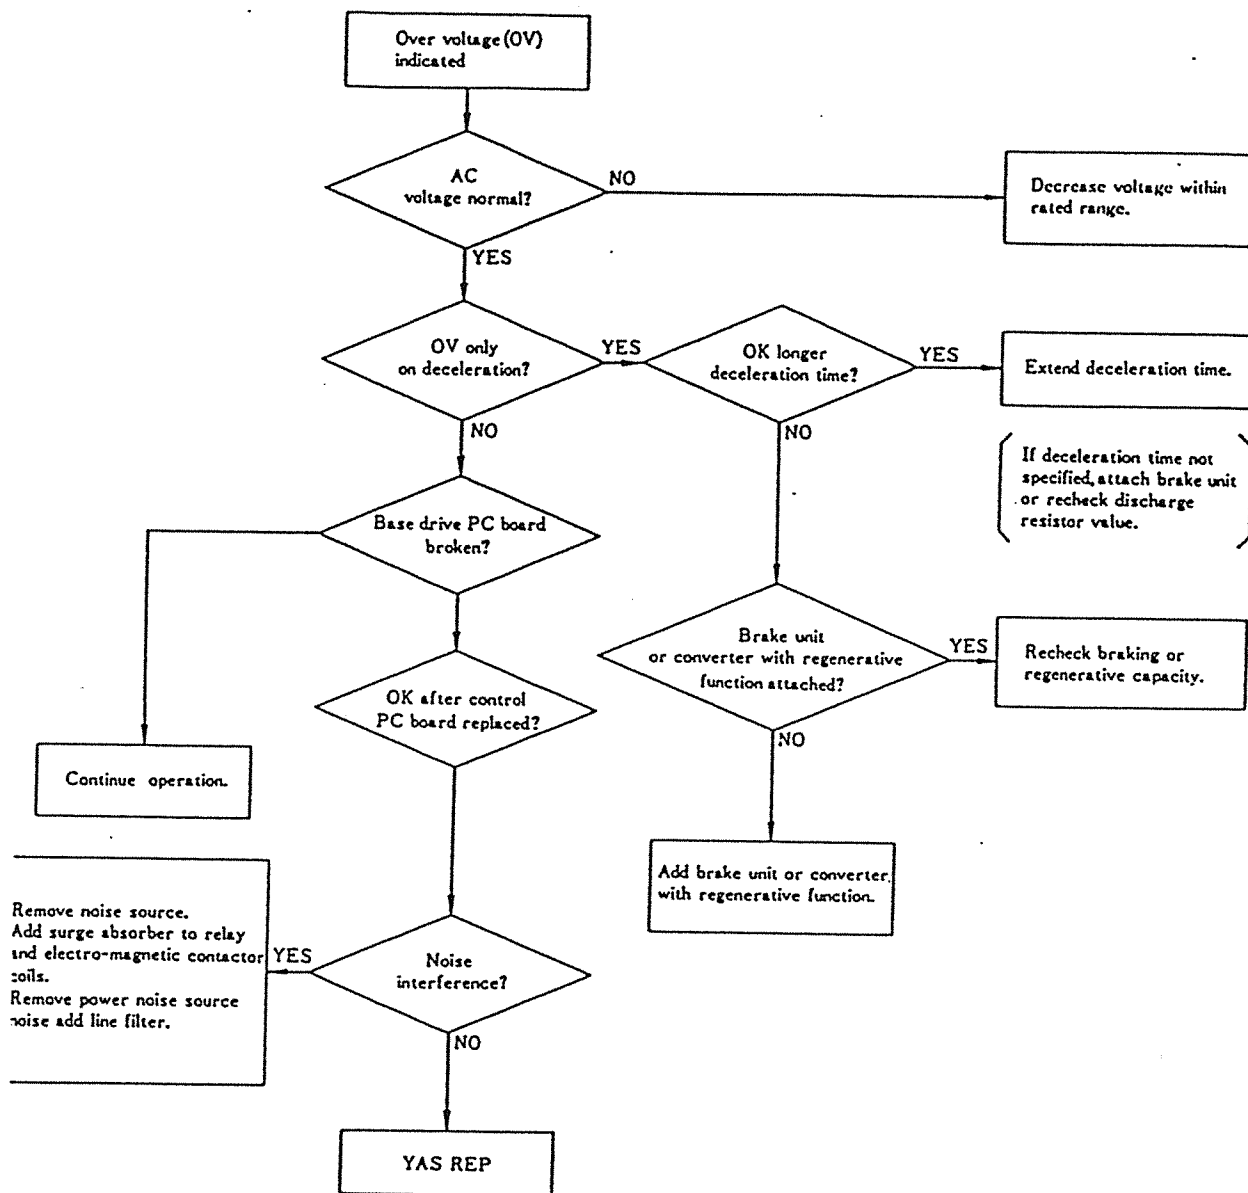 Over voltage (OV)
indicated
AC
voltage normal?
NO
Decrease voltage within
rated range.
YES
OV only
on deceleration?
YES
OK longer
deceleration time?
YES
Extend deceleration time.
NO
NO
If deceleration time not
specified, attach brake unit
or recheck discharge
resistor value.
Base drive PC board
broken?
Brake unit
or converter with regenerative
function attached?
YES
Recheck braking or
regenerative capacity.
OK after control
PC board replaced?
NO
Continue operation.
Add brake unit or converter
with regenerative function.
Remove noise source.
Add surge absorber to relay
and electro-magnetic contactor
coils.
Remove power noise source
noise add line filter.
YES
Noise
interference?
NO
YAS REP